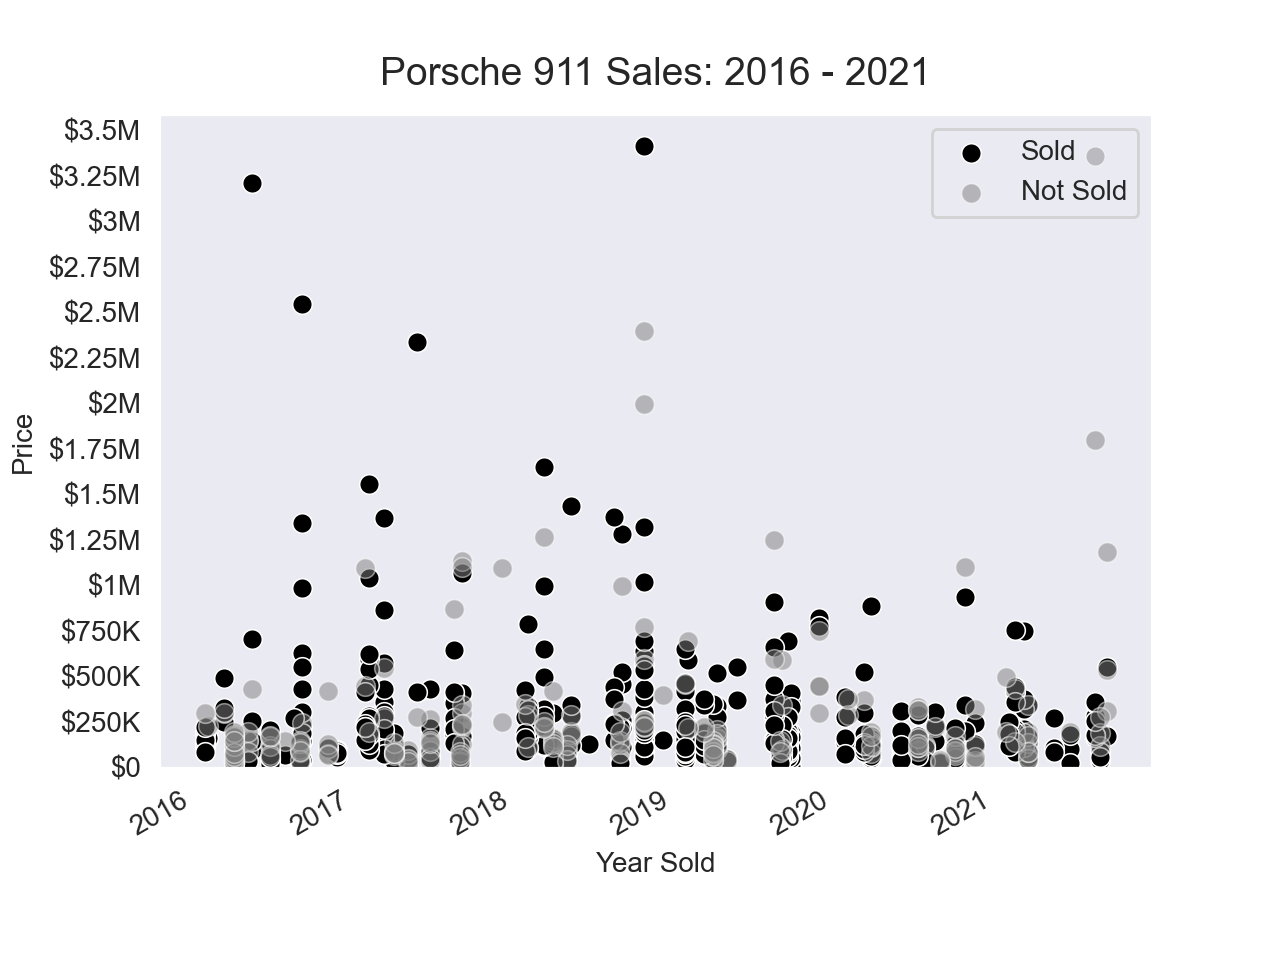 Porsche 911 Sales: 2016 - 2021
Sold
Not Sold
$3.5M
$3.25M
$3M
$2.75M
$2.5M
$2.25M
$2M
$1.75M
$1.5M
$1.25M
$1M
$750K
$500K
$250K
$0
Price
2016
2017
2018
2019
2020
2021
Year Sold